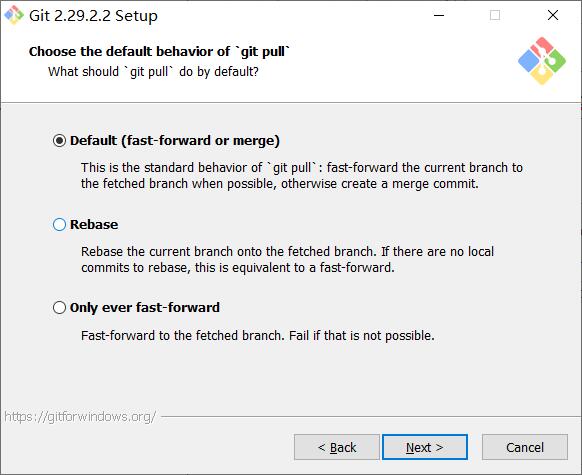 Git 2.29.2.2 Setup
Choose the default behavior of `git pull`
What should `git pull` do by default?
Default (fast-forward or merge)
This is the standard behavior of `git pull`: fast-forward the current branch to
the fetched branch when possible, otherwise create a merge commit.
Rebase
Rebase the current branch onto the fetched branch. If there are no local
commits to rebase, this is equivalent to a fast-forward.
Only ever fast-forward
Fast-forward to the fetched branch. Fail if that is not possible.
https://gitforwindows.org/
< Back
Next >
Cancel